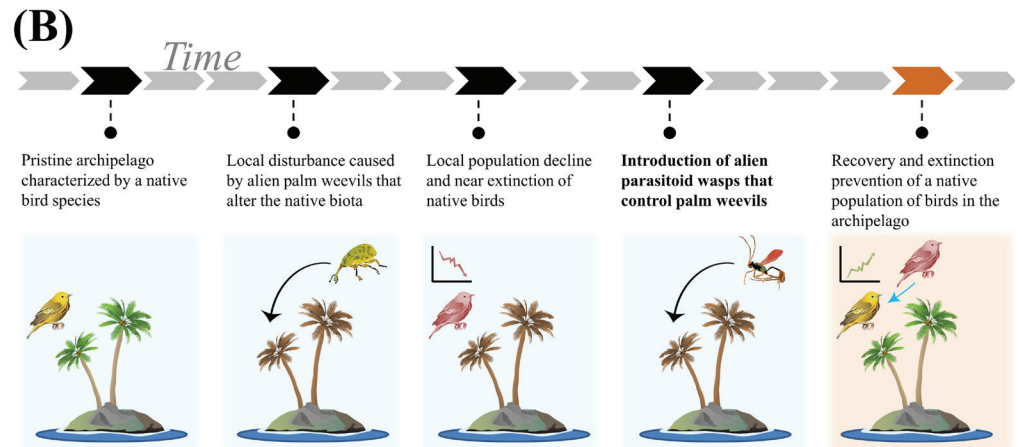 (B)
Time
Pristine archipelago
characterized by a native
bird species
Local disturbance caused
by alien palm weevils that
alter the native biota
Local population decline
and near extinction of
native birds
Introduction of alien
parasitoid wasps that
control palm weevils
Recovery and extinction
prevention of a native
population of birds in the
archipelago